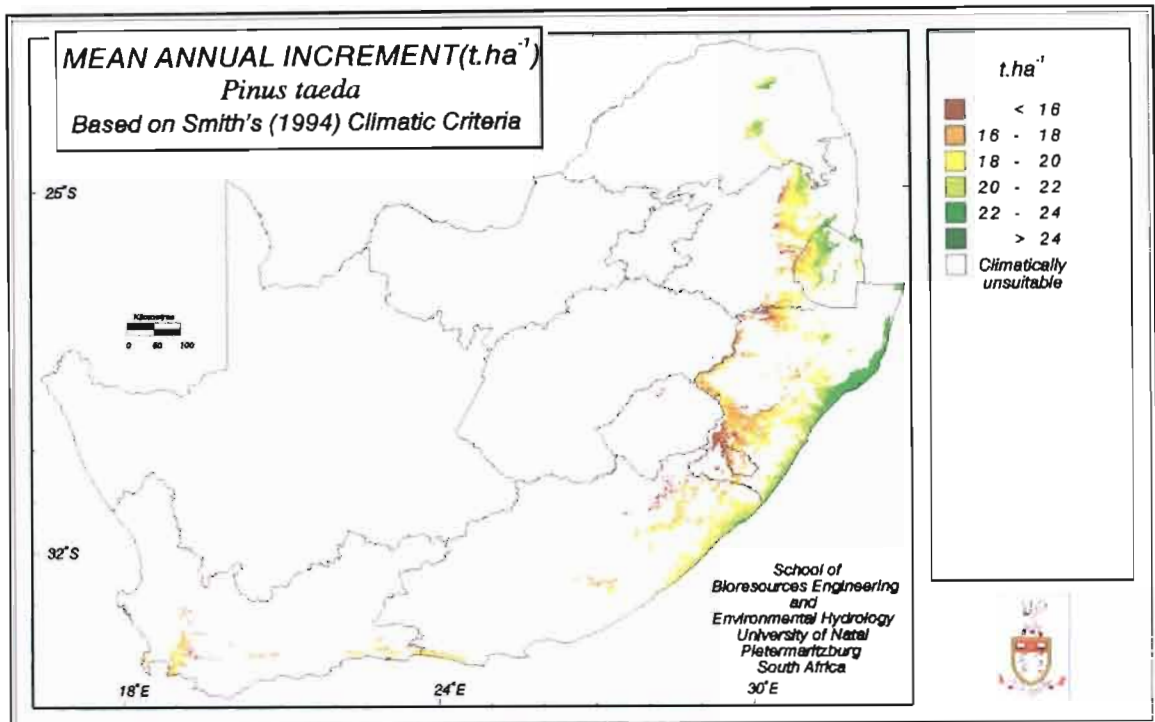 MEAN ANNUAL INCREMENT(t.ha⁻¹)
Pinus taeda
Based on Smith's (1994) Climatic Criteria
25°S
32°S
18°E
24°E
30°E
Kilometres
0 50 100
School of
Bioresources Engineering
and
Environmental Hydrology
University of Natal
Pietermaritzburg
South Africa
t.ha⁻¹
< 16
16 - 18
18 - 20
20 - 22
22 - 24
> 24
Climatically
unsuitable